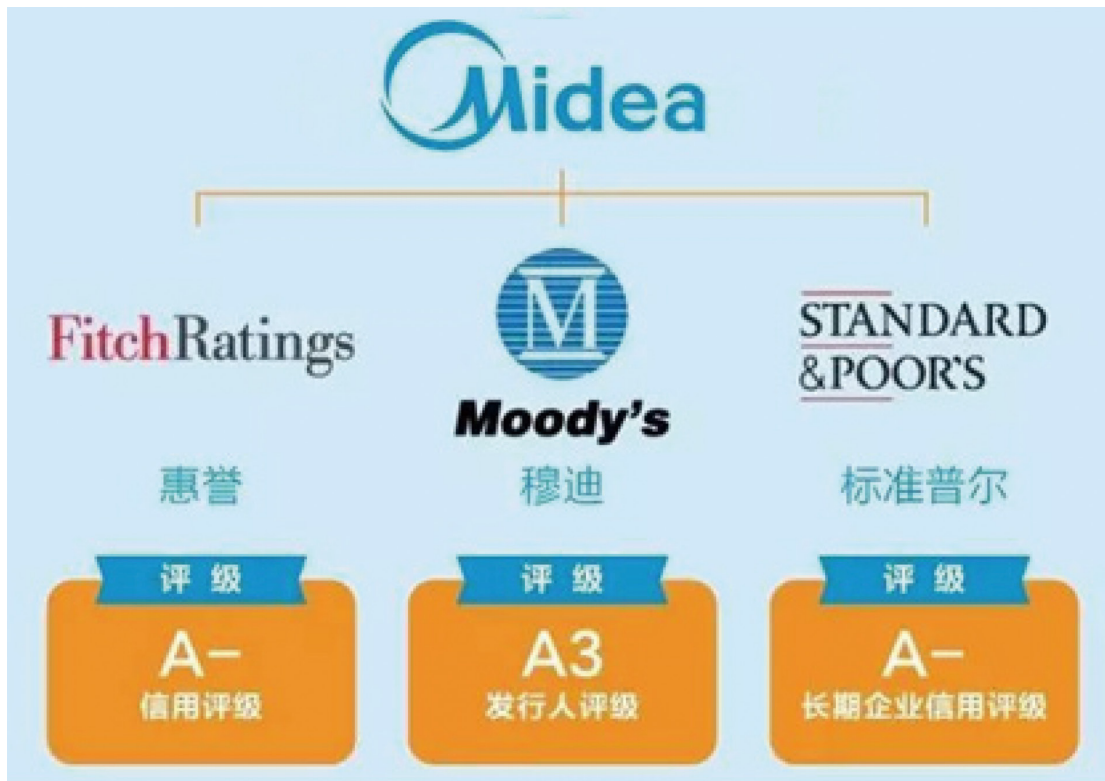 Midea
FitchRatings
Moody's
STANDARD
&POOR'S
惠誉
穆迪
标准普尔
评级
A-
信用评级
评级
A3
发行人评级
评级
A-
长期企业信用评级